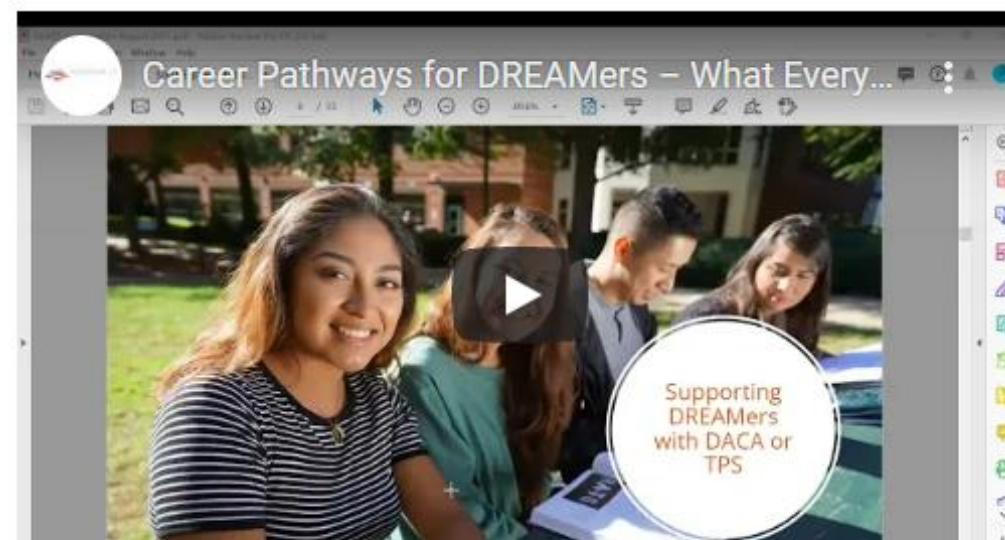 Career Pathways for DREAMers – What Every...
Supporting
DREAMers
with DACA or
TPS